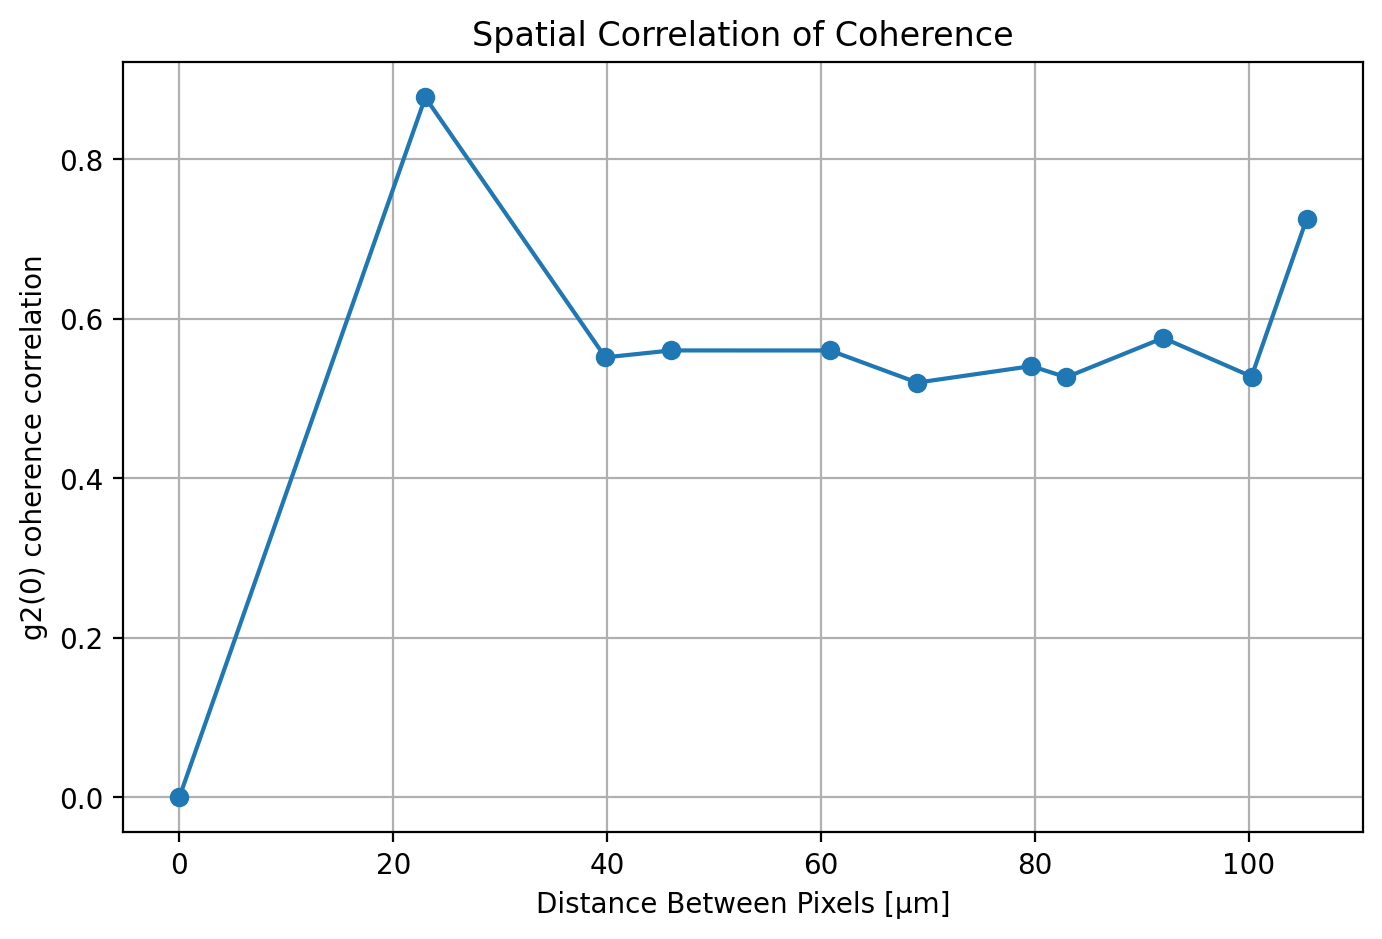 Spatial Correlation of Coherence
g2(0) coherence correlation
0.8
0.6
0.4
0.2
0.0
0 20 40 60 80 100
Distance Between Pixels [µm]